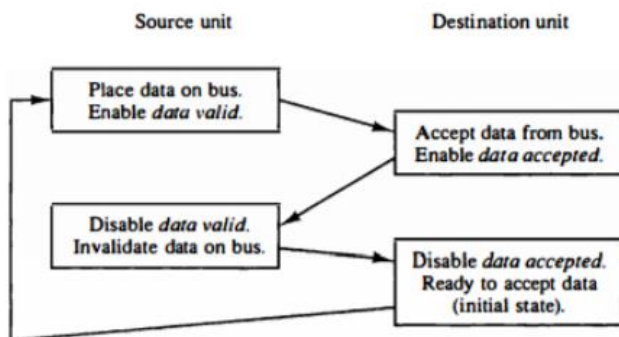 Source unit
Destination unit
Place data on bus.
Enable data valid.
Accept data from bus.
Enable data accepted.
Disable data valid.
Invalidate data on bus.
Disable data accepted.
Ready to accept data
(initial state).